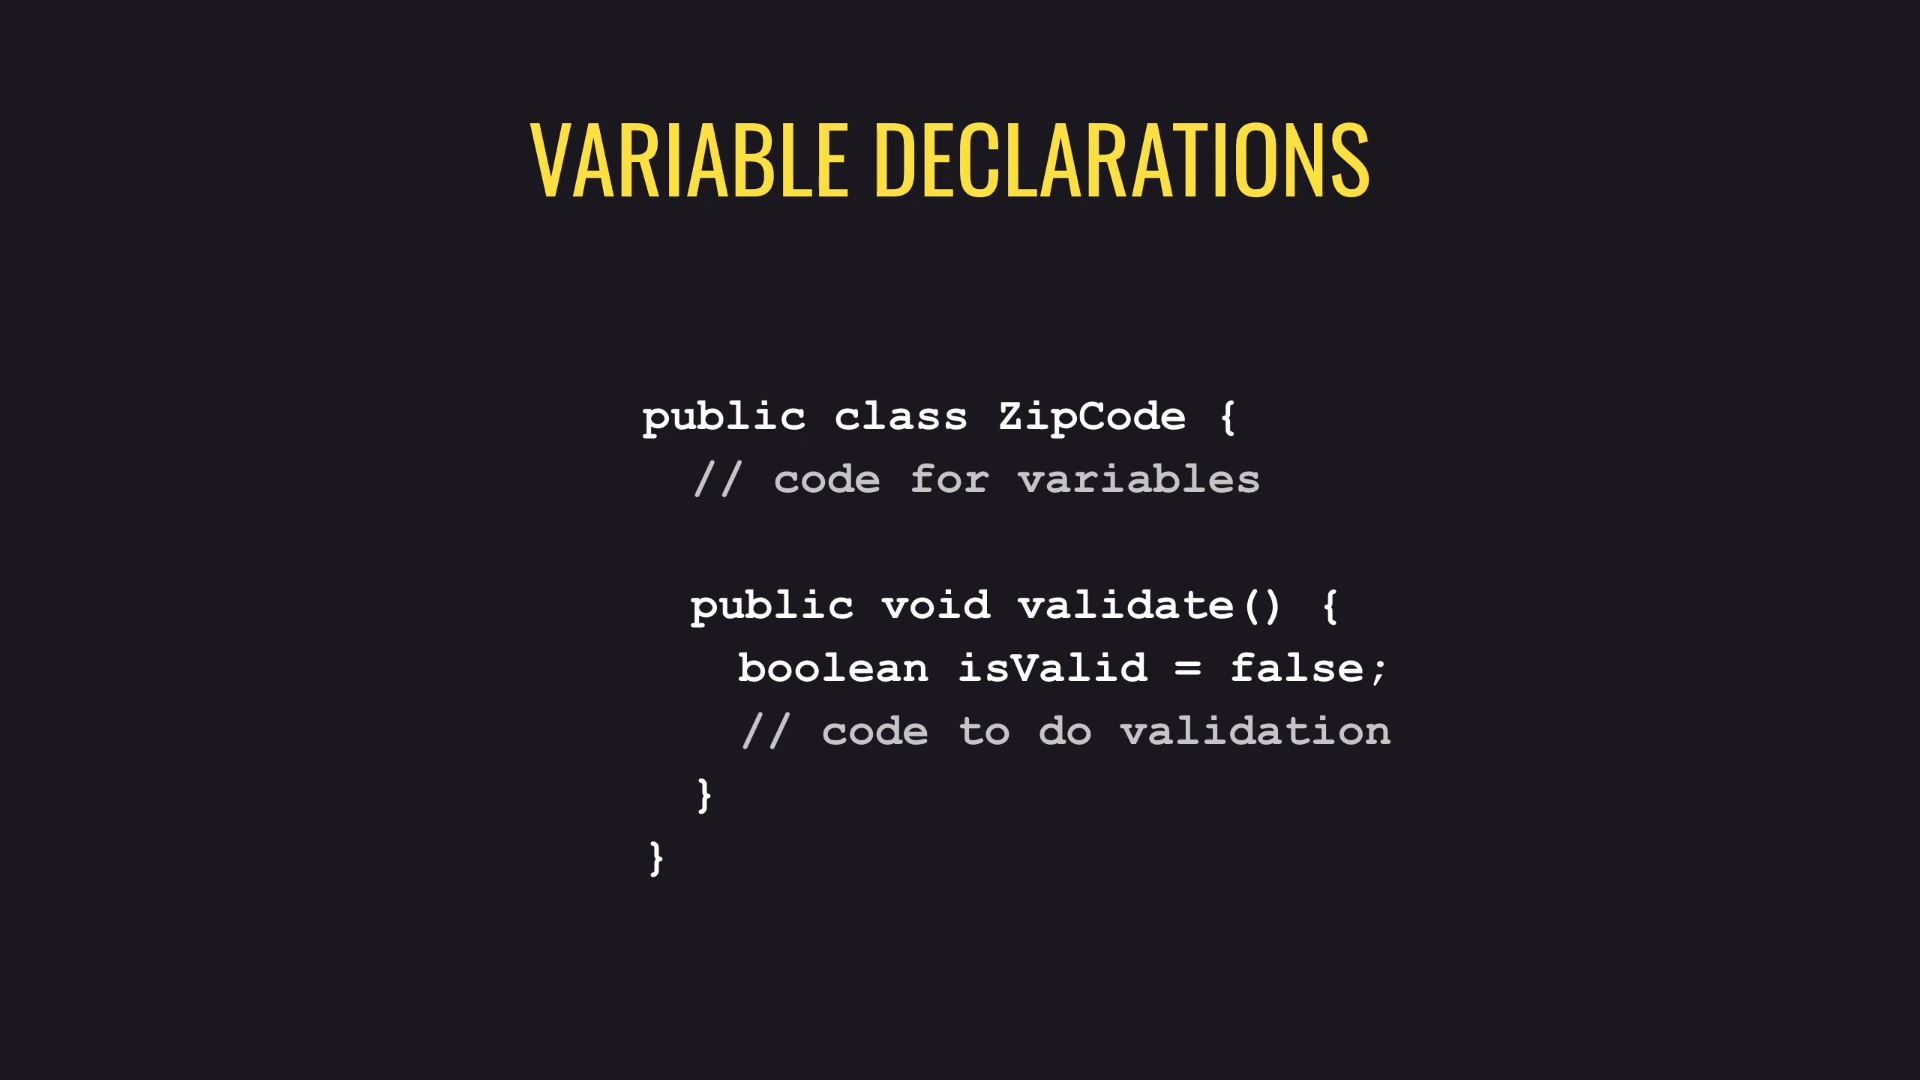 VARIABLE DECLARATIONS
public class ZipCode {
// code for variables
public void validate() {
boolean isValid = false;
// code to do validation
}
}